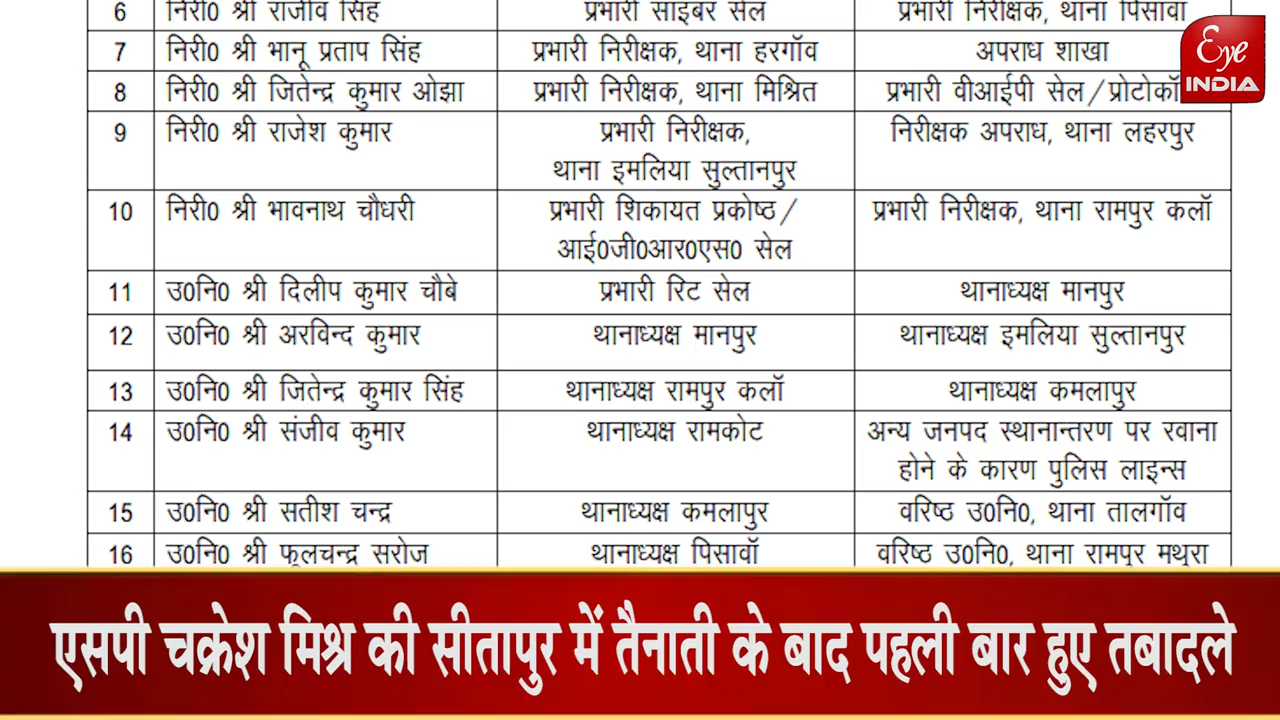 6 निरी0 श्री राजीव सिंह प्रभारी साइबर सेल प्रभारी निरीक्षक, थाना पिसावॉ
Eye
INDIA
7 निरी0 श्री भानू प्रताप सिंह प्रभारी निरीक्षक, थाना हरगॉव अपराध शाखा
8 निरी0 श्री जितेन्द्र कुमार ओझा प्रभारी निरीक्षक, थाना मिश्रित प्रभारी वीआईपी सेल/प्रोटोकॉ
9 निरी0 श्री राजेश कुमार प्रभारी निरीक्षक, निरीक्षक अपराध, थाना लहरपुर
थाना इमलिया सुल्तानपुर
10 निरी0 श्री भावनाथ चौधरी प्रभारी शिकायत प्रकोष्ठ/ प्रभारी निरीक्षक, थाना रामपुर कलॉ
आई0जी0आर0एस0 सेल
11 उ0नि0 श्री दिलीप कुमार चौबे प्रभारी रिट सेल थानाध्यक्ष मानपुर
12 उ0नि0 श्री अरविन्द कुमार थानाध्यक्ष मानपुर थानाध्यक्ष इमलिया सुल्तानपुर
13 उ0नि0 श्री जितेन्द्र कुमार सिंह थानाध्यक्ष रामपुर कलॉ थानाध्यक्ष कमलापुर
14 उ0नि0 श्री संजीव कुमार थानाध्यक्ष रामकोट अन्य जनपद स्थानान्तरण पर रवाना
होने के कारण पुलिस लाइन्स
15 उ0नि0 श्री सतीश चन्द्र थानाध्यक्ष कमलापुर वरिष्ठ उ0नि0, थाना तालगॉव
16 उ0नि0 श्री फूलचन्द्र सरोज थानाध्यक्ष पिसावॉ वरिष्ठ उ0नि0, थाना रामपुर मथुरा
एसपी चक्रेश मिश्र की सीतापुर में तैनाती के बाद पहली बार हुए तबादले